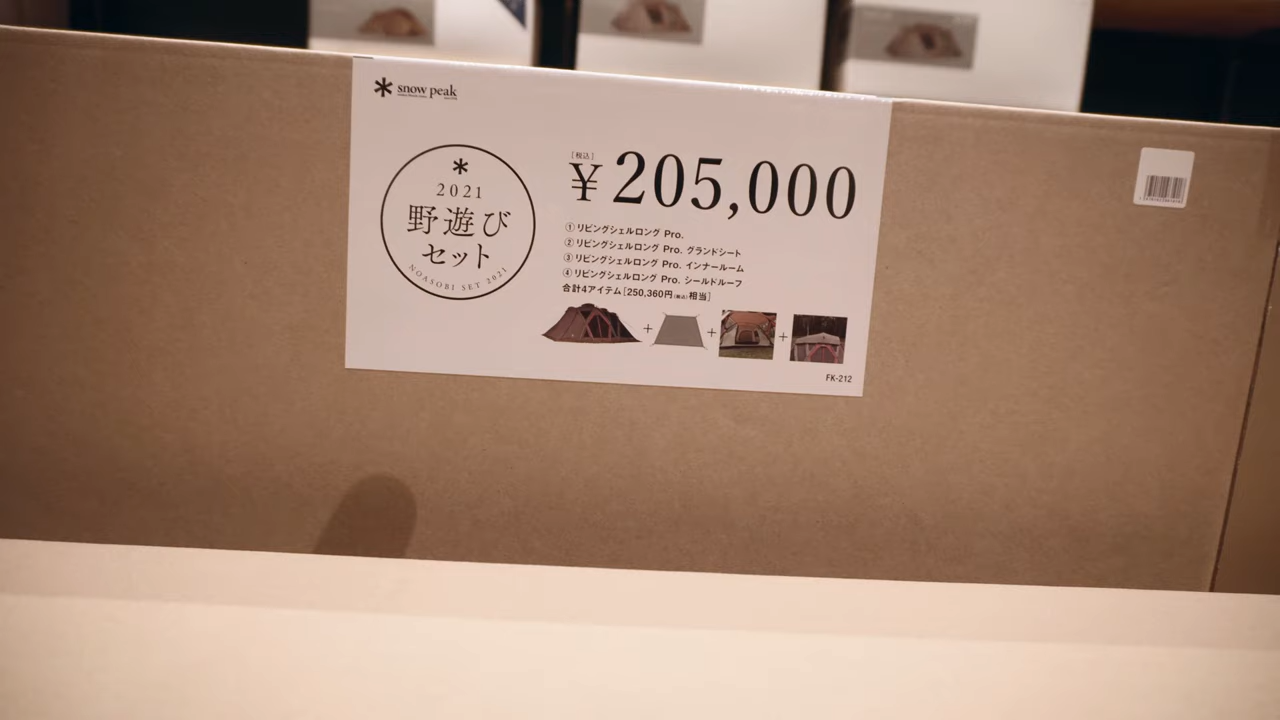 snow peak
2021
野遊び
セット
NOASOBI SET 2021
[税込]
¥205,000
①リビングシェルロング Pro.
②リビングシェルロング Pro. グランドシート
③リビングシェルロング Pro. インナールーム
④リビングシェルロング Pro. シールドルーフ
合計4アイテム[250,360円(税込)相当]
+ + +
FK-212